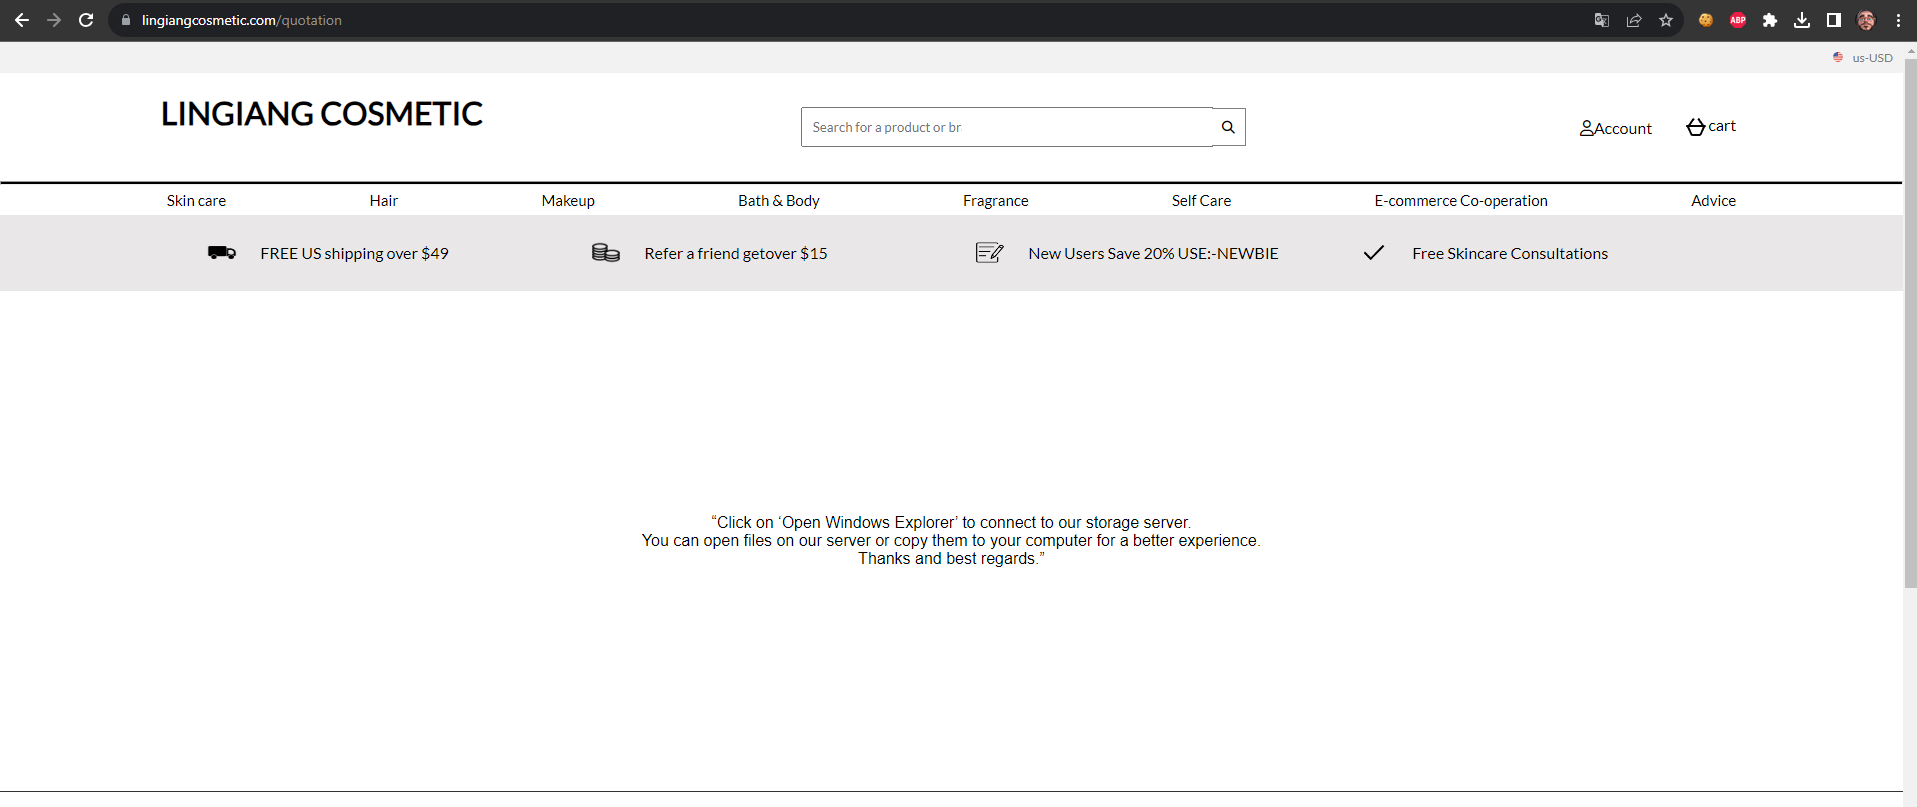 lingiangcosmetic.com/quotation
ABP
us-USD
LINGIANG COSMETIC
Search for a product or br
Account
cart
Skin care Hair Makeup Bath & Body Fragrance Self Care E-commerce Co-operation Advice
FREE US shipping over $49 Refer a friend getover $15 New Users Save 20% USE:-NEWBIE Free Skincare Consultations
“Click on ‘Open Windows Explorer’ to connect to our storage server.
You can open files on our server or copy them to your computer for a better experience.
Thanks and best regards.”